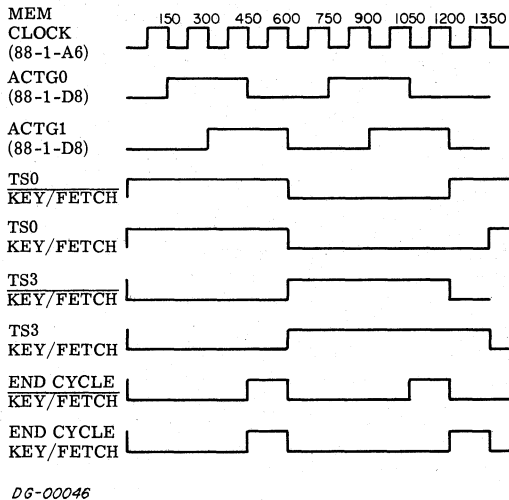 MEM
CLOCK
(88-1-A6)
150 300 450 600 750 900 1050 1200 1350
ACTG0
(88-1-D8)
ACTG1
(88-1-D8)
TS0
KEY/FETCH
TS0
KEY/FETCH
TS3
KEY/FETCH
TS3
KEY/FETCH
END CYCLE
KEY/FETCH
END CYCLE
KEY/FETCH
DG-00046